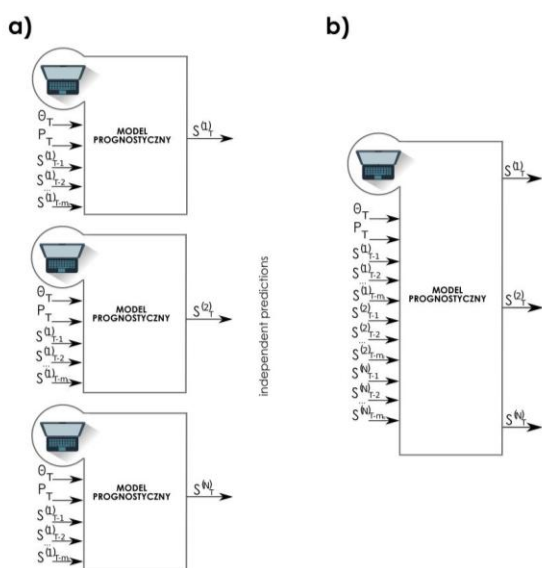 a)
Θ_T
P_T
S^(1)_T-1
S^(1)_T-2
...
S^(1)_T-m
MODEL
PROGNOSTYCZNY
S^(1)_T
Θ_T
P_T
S^(1)_T-1
S^(1)_T-2
...
S^(1)_T-m
MODEL
PROGNOSTYCZNY
S^(2)_T
Θ_T
P_T
S^(1)_T-1
S^(1)_T-2
...
S^(1)_T-m
MODEL
PROGNOSTYCZNY
S^(N)_T
independent predictions
b)
Θ_T
P_T
S^(1)_T-1
S^(1)_T-2
...
S^(1)_T-m
S^(2)_T-1
S^(2)_T-2
...
S^(2)_T-m
S^(N)_T-1
S^(N)_T-2
...
S^(N)_T-m
MODEL
PROGNOSTYCZNY
S^(1)_T
S^(2)_T
S^(N)_T